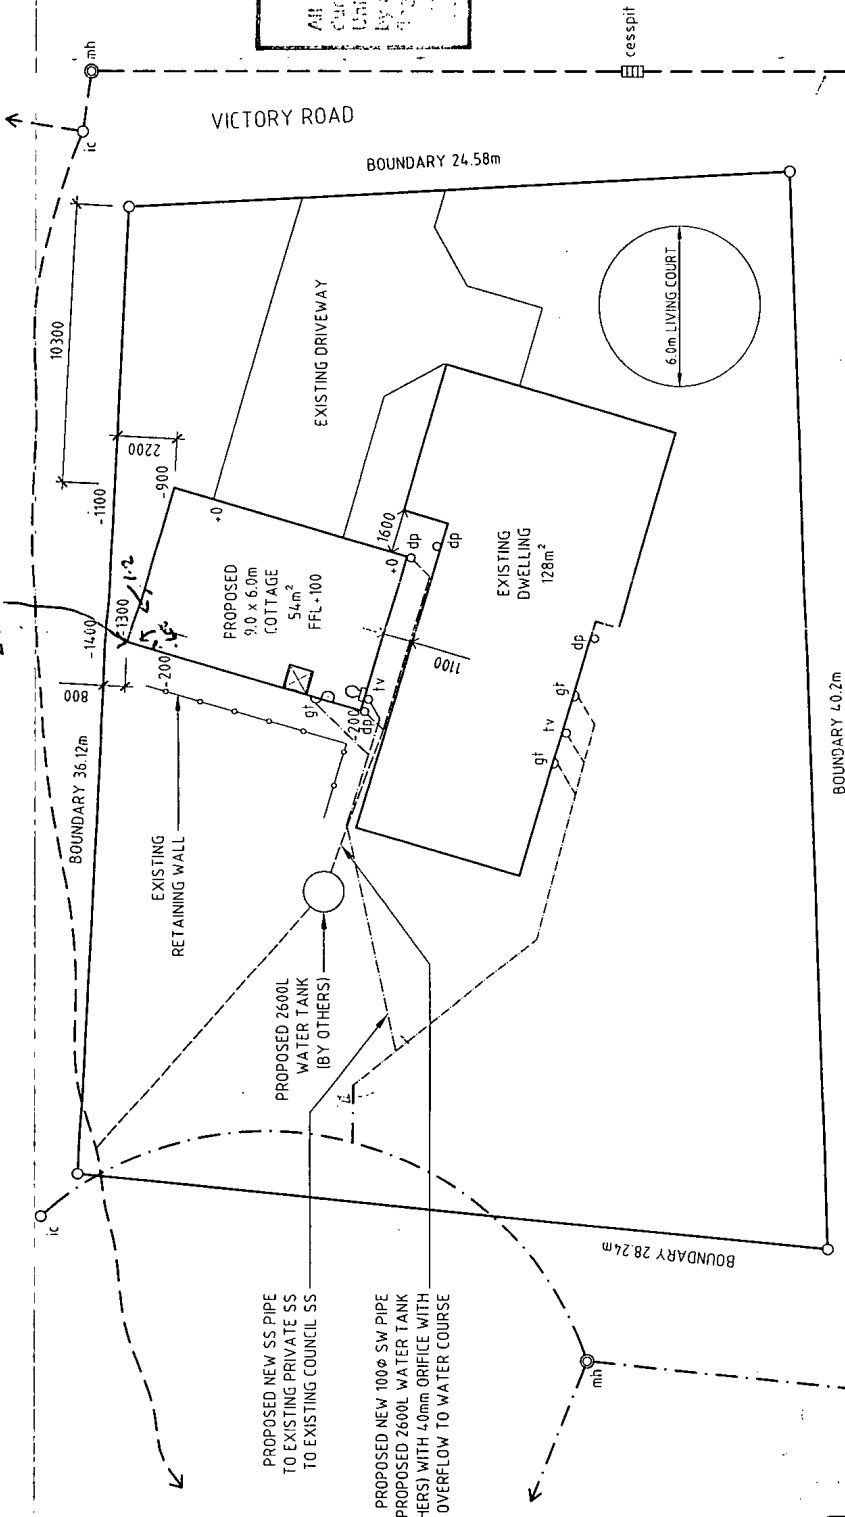 mh
ic
VICTORY ROAD
cesspit
BOUNDARY 24.58m
10300
2200
-1100
-900
EXISTING DRIVEWAY
6.0m LIVING COURT
+0
1600
dp
dp
+0
PROPOSED
9.0 x 6.0m
COTTAGE
54m²
FFL+100
EXISTING
DWELLING
128m²
1.2
-1300
-1400
800
-200
1100
gt
tv
-200
dp
dp
gt
tv
gt
BOUNDARY 36.12m
BOUNDARY 40.2m
EXISTING
RETAINING WALL
PROPOSED 2600L
WATER TANK
(BY OTHERS)
ic
BOUNDARY 28.24m
PROPOSED NEW SS PIPE
TO EXISTING PRIVATE SS
TO EXISTING COUNCIL SS
PROPOSED NEW 100Φ SW PIPE
PROPOSED 2600L WATER TANK
HERS) WITH 40mm ORIFICE WITH
OVERFLOW TO WATER COURSE
mh